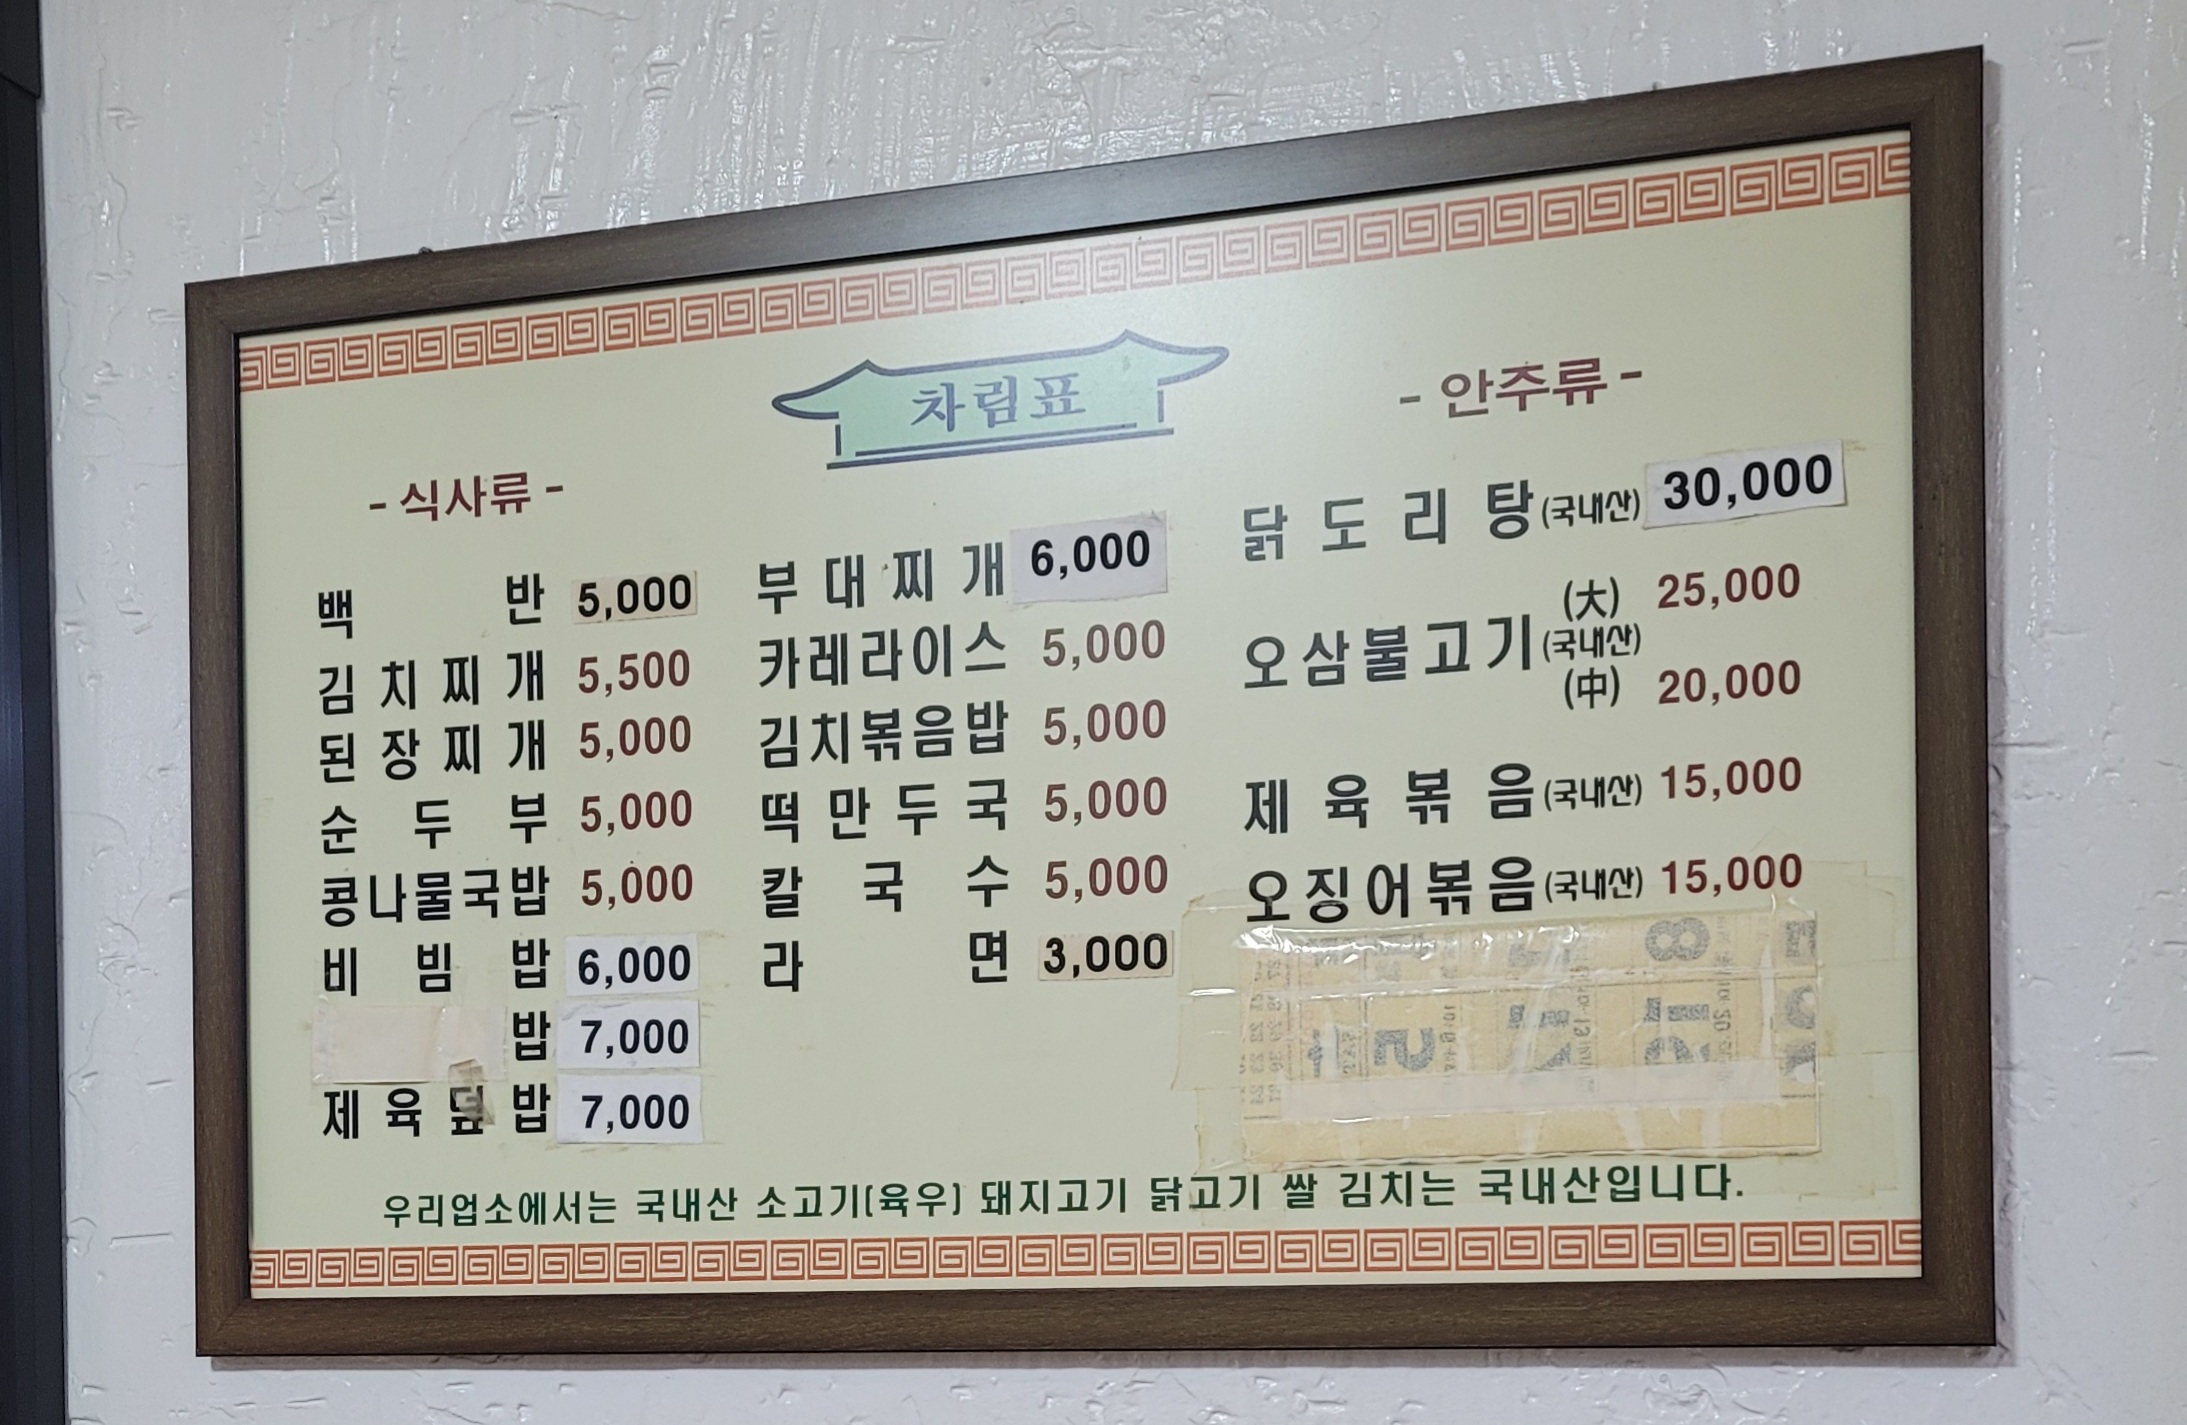 차림표
- 식사류 -
백반 5,000
김치찌개 5,500
된장찌개 5,000
순두부 5,000
콩나물국밥 5,000
비빔밥 6,000
밥 7,000
제육덮밥 7,000
부대찌개 6,000
카레라이스 5,000
김치볶음밥 5,000
떡만두국 5,000
칼국수 5,000
라면 3,000
- 안주류 -
닭도리탕(국내산) 30,000
(大) 25,000
오삼불고기(국내산)
(中) 20,000
제육볶음(국내산) 15,000
오징어볶음(국내산) 15,000
우리업소에서는 국내산 소고기(육우) 돼지고기 닭고기 쌀 김치는 국내산입니다.